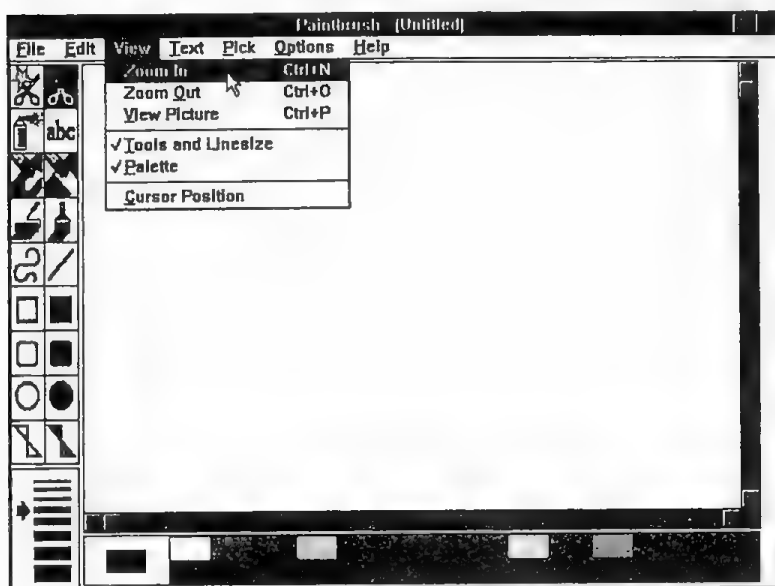 Paintbrush (Untitled)
File Edit View Text Pick Options Help
Zoom In Ctrl+N
Zoom Out Ctrl+O
View Picture Ctrl+P
✓Tools and Linesize
✓Palette
Cursor Position
abc